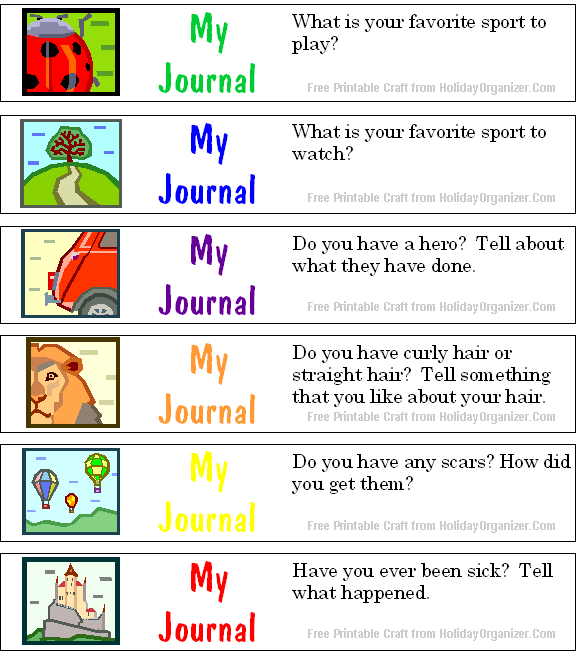 My
Journal
What is your favorite sport to
play?
Free Printable Craft from HolidayOrganizer.Com
My
Journal
What is your favorite sport to
watch?
Free Printable Craft from HolidayOrganizer.Com
My
Journal
Do you have a hero?  Tell about
what they have done.
Free Printable Craft from HolidayOrganizer.Com
My
Journal
Do you have curly hair or
straight hair?  Tell something
that you like about your hair.
Free Printable Craft from HolidayOrganizer.Com
My
Journal
Do you have any scars? How did
you get them?
Free Printable Craft from HolidayOrganizer.Com
My
Journal
Have you ever been sick?  Tell
what happened.
Free Printable Craft from HolidayOrganizer.Com